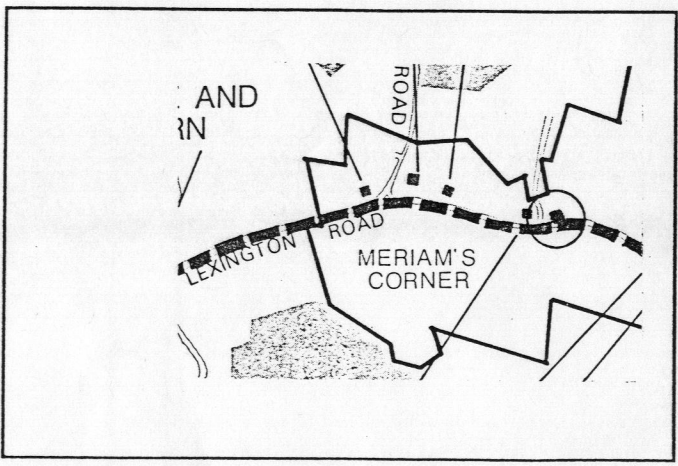 AND
RN
ROAD
LEXINGTON ROAD
MERIAM'S
CORNER